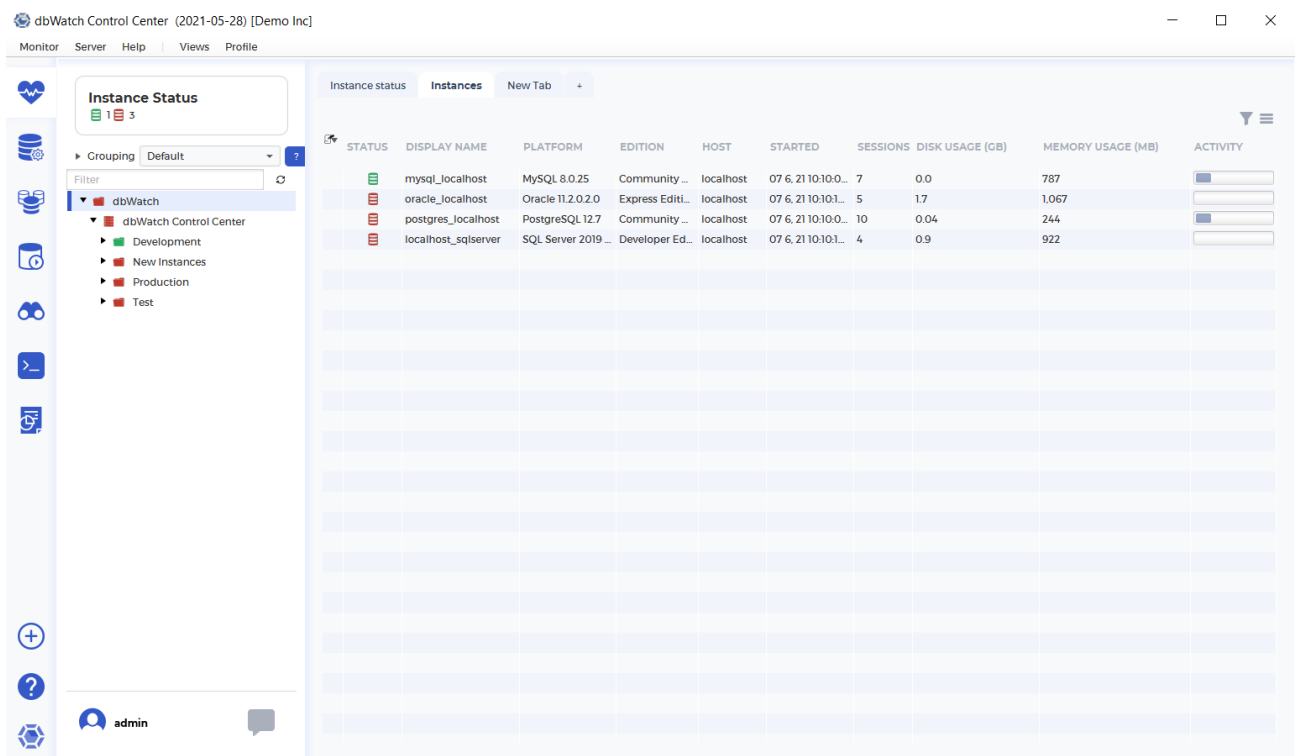 dbWatch Control Center (2021-05-28) [Demo Inc]
Monitor Server Help Views Profile
Instance Status
1 3
Grouping Default ?
Filter
dbWatch
dbWatch Control Center
Development
New Instances
Production
Test
admin
Instance status Instances New Tab +
STATUS DISPLAY NAME PLATFORM EDITION HOST STARTED SESSIONS DISK USAGE (GB) MEMORY USAGE (MB) ACTIVITY
mysql_localhost MySQL 8.0.25 Community ... localhost 07 6, 21 10:10:0... 7 0.0 787
oracle_localhost Oracle 11.2.0.2.0 Express Editi... localhost 07 6, 21 10:10:1... 5 1.7 1,067
postgres_localhost PostgreSQL 12.7 Community ... localhost 07 6, 21 10:10:0... 10 0.04 244
localhost_sqlserver SQL Server 2019 ... Developer Ed... localhost 07 6, 21 10:10:1... 4 0.9 922